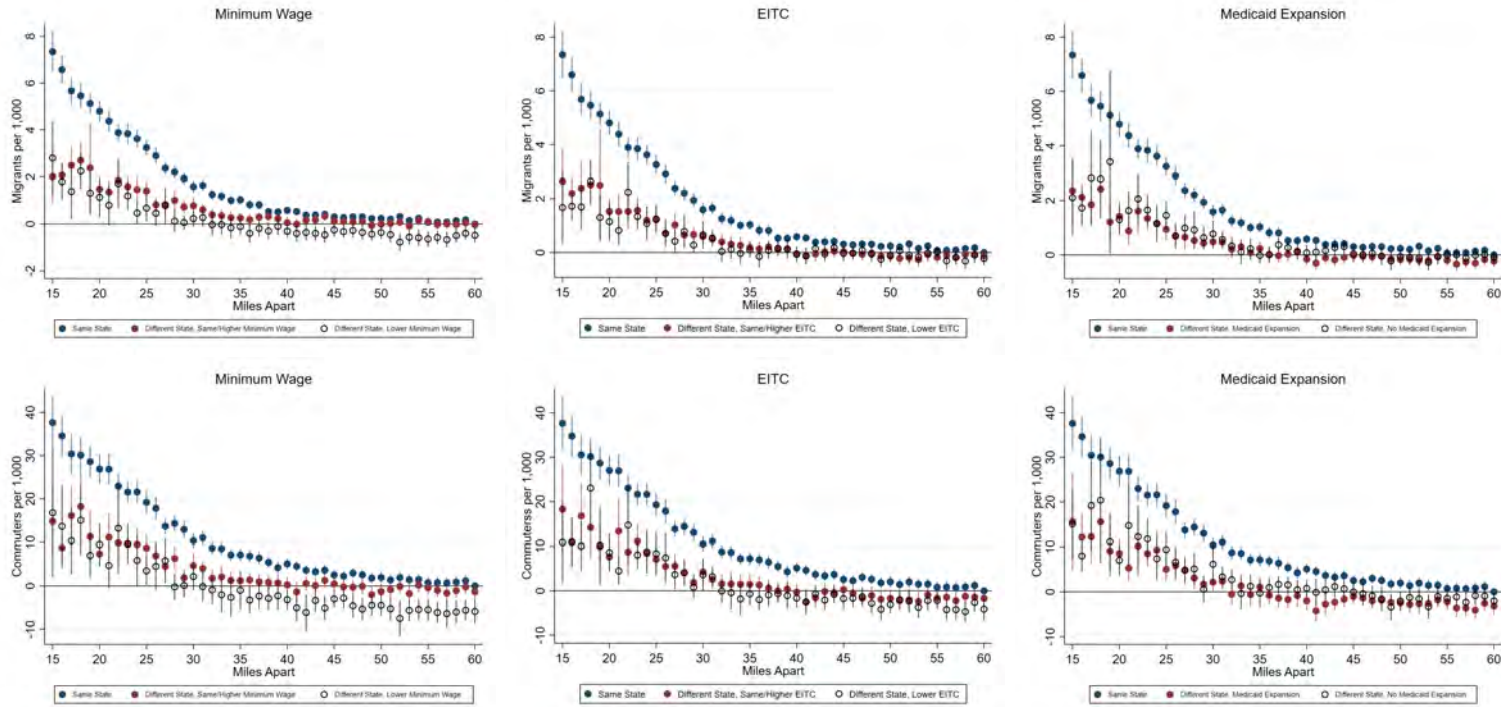 Minimum Wage
Migrants per 1,000
8
6
4
2
0
-2
15 20 25 30 35 40 45 50 55 60
Miles Apart
Same State Different State, Same/Higher Minimum Wage Different State, Lower Minimum Wage
EITC
Migrants per 1,000
8
6
4
2
0
15 20 25 30 35 40 45 50 55 60
Miles Apart
Same State Different State, Same/Higher EITC Different State, Lower EITC
Medicaid Expansion
Migrants per 1,000
8
6
4
2
0
15 20 25 30 35 40 45 50 55 60
Miles Apart
Same State Different State, Medicaid Expansion Different State, No Medicaid Expansion
Minimum Wage
Commuters per 1,000
40
30
20
10
0
-10
15 20 25 30 35 40 45 50 55 60
Miles Apart
Same State Different State, Same/Higher Minimum Wage Different State, Lower Minimum Wage
EITC
Commuterss per 1,000
40
30
20
10
0
-10
15 20 25 30 35 40 45 50 55 60
Miles Apart
Same State Different State, Same/Higher EITC Different State, Lower EITC
Medicaid Expansion
Commuters per 1,000
40
30
20
10
0
-10
15 20 25 30 35 40 45 50 55 60
Miles Apart
Same State Different State, Medicaid Expansion Different State, No Medicaid Expansion